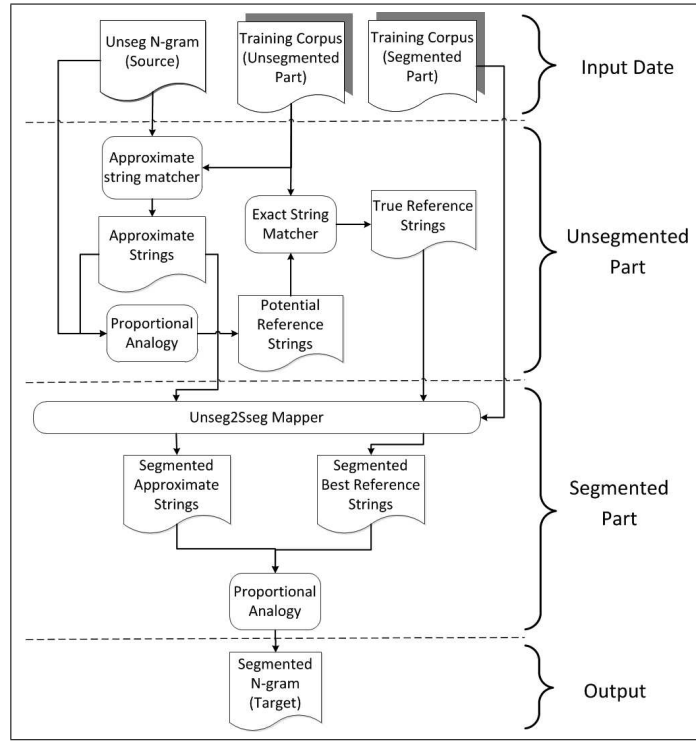 Unseg N-gram
(Source)
Training Corpus
(Unsegmented
Part)
Training Corpus
(Segmented
Part)
Input Date
Approximate
string matcher
Exact String
Matcher
True Reference
Strings
Approximate
Strings
Unsegmented
Part
Proportional
Analogy
Potential
Reference
Strings
Unseg2Sseg Mapper
Segmented
Approximate
Strings
Segmented
Best Reference
Strings
Segmented
Part
Proportional
Analogy
Segmented
N-gram
(Target)
Output